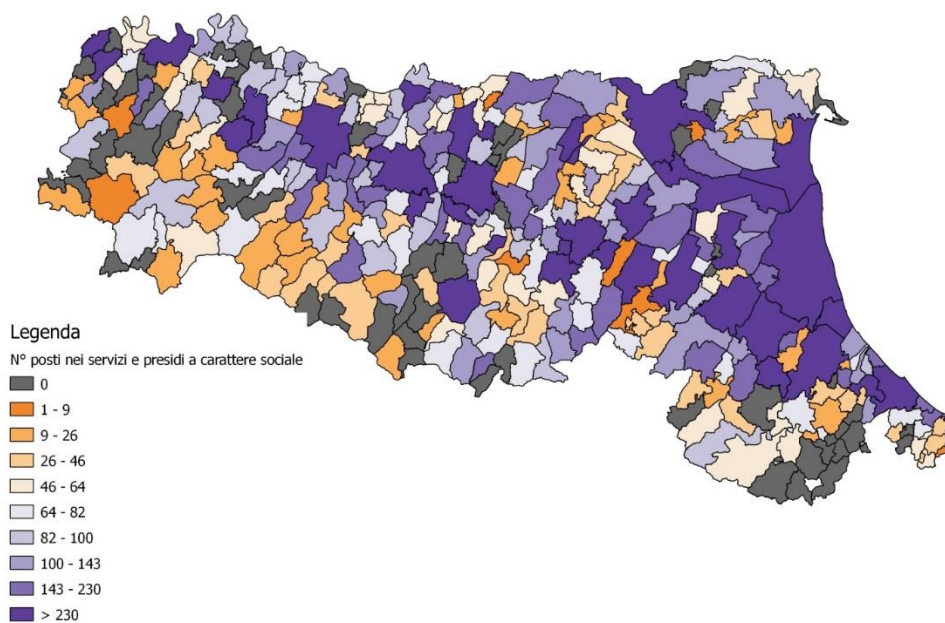 Legenda
N° posti nei servizi e presidi a carattere sociale
0
1 - 9
9 - 26
26 - 46
46 - 64
64 - 82
82 - 100
100 - 143
143 - 230
> 230